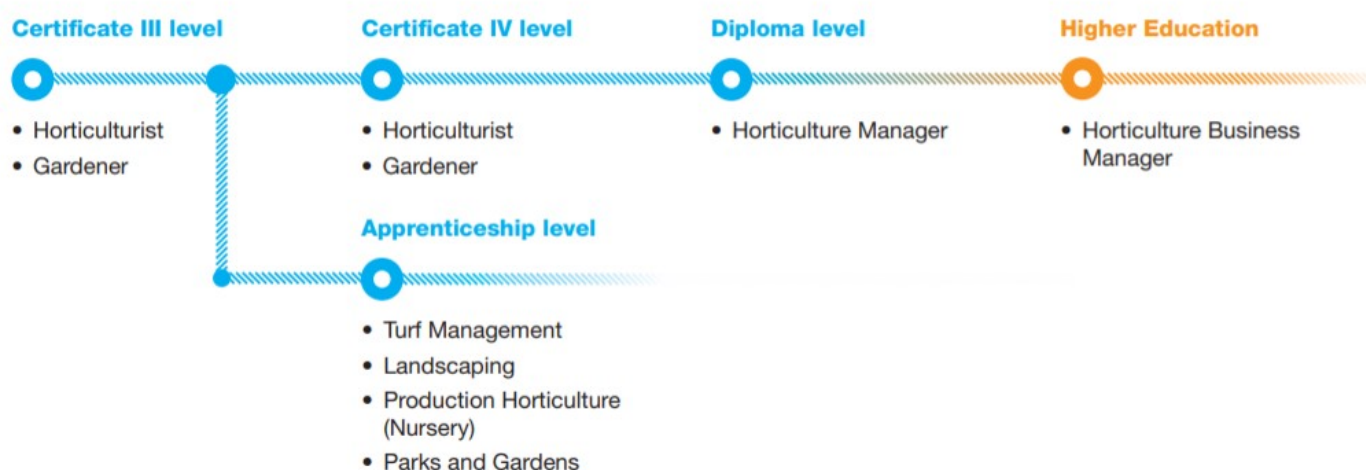 Certificate III level
• Horticulturist
• Gardener
Certificate IV level
• Horticulturist
• Gardener
Diploma level
• Horticulture Manager
Higher Education
• Horticulture Business
Manager
Apprenticeship level
• Turf Management
• Landscaping
• Production Horticulture
(Nursery)
• Parks and Gardens